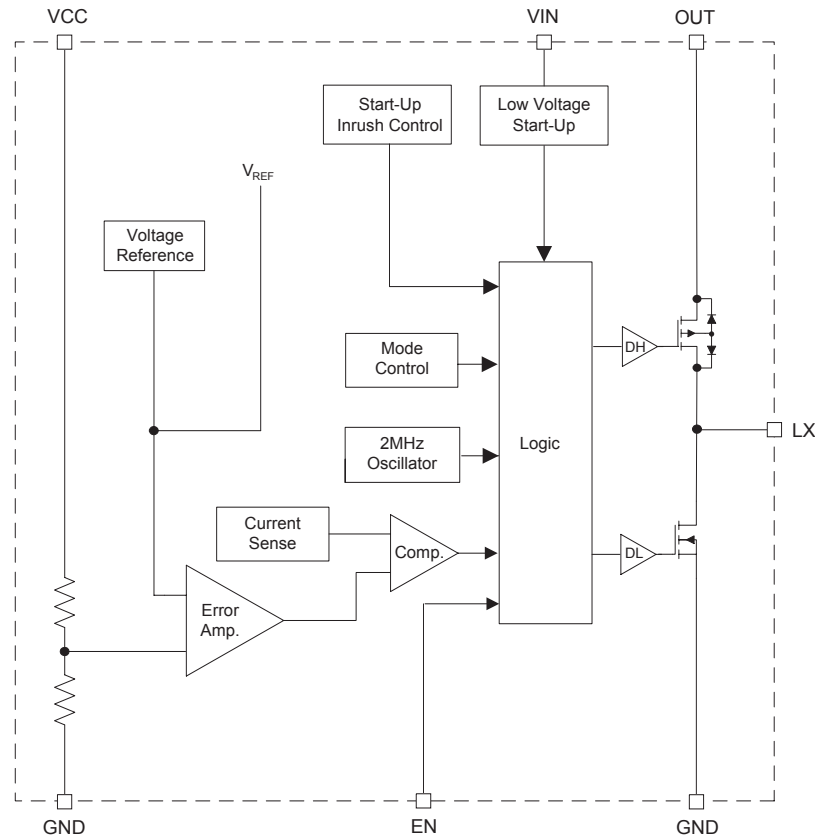 VCC
VIN
OUT
Start-Up
Inrush Control
Low Voltage
Start-Up
VREF
Voltage
Reference
Mode
Control
DH
2MHz
Oscillator
Logic
LX
Current
Sense
Comp.
DL
Error
Amp.
GND
EN
GND